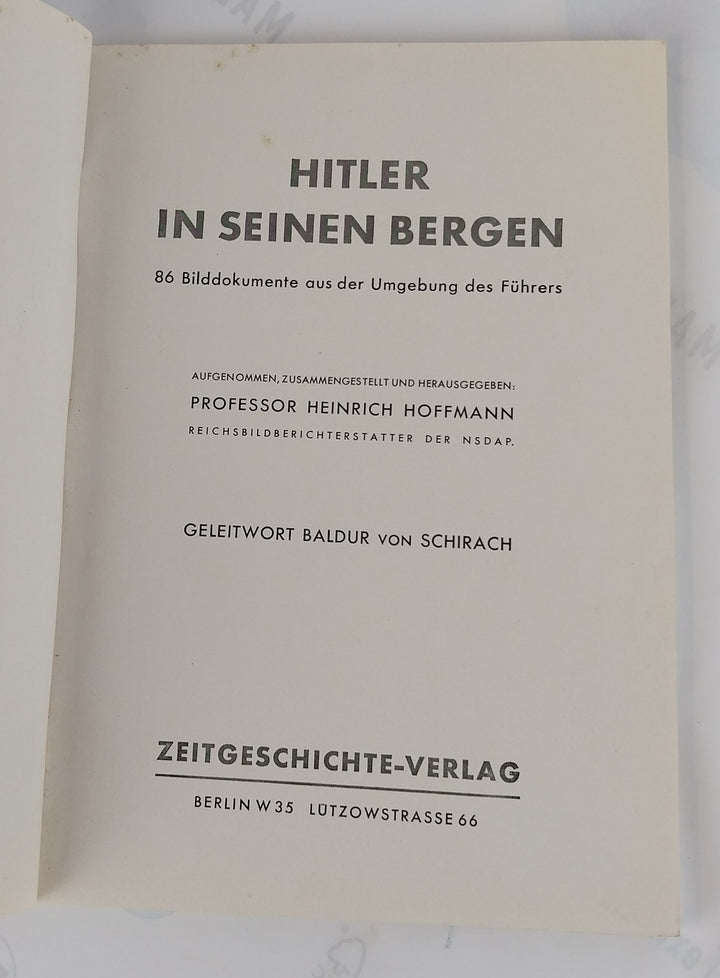 HITLER
IN SEINEN BERGEN
86 Bilddokumente aus der Umgebung des Führers
AUFGENOMMEN, ZUSAMMENGESTELLT UND HERAUSGEGEBEN:
PROFESSOR HEINRICH HOFFMANN
REICHSBILDBERICHTERSTATTER DER NSDAP.
GELEITWORT BALDUR VON SCHIRACH
ZEITGESCHICHTE-VERLAG
BERLIN W 35 LÜTZOWSTRASSE 66